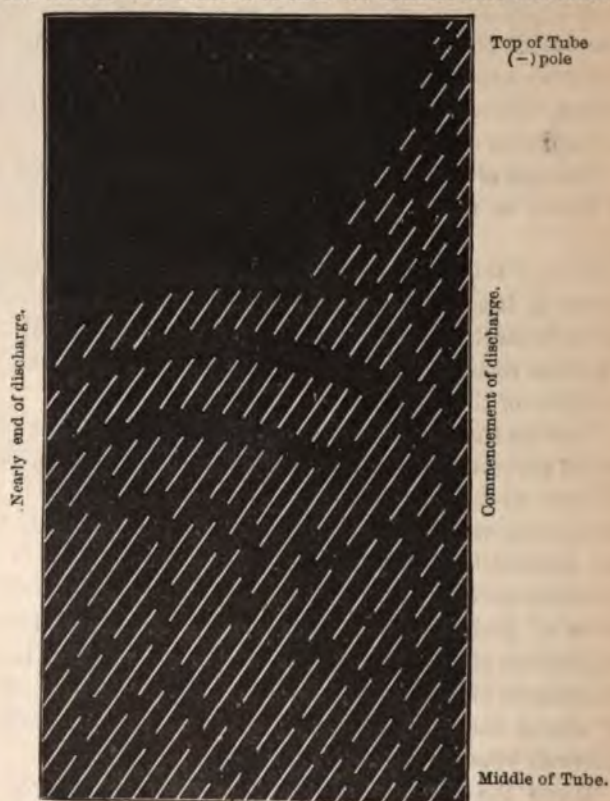 Top of Tube
(−) pole
Nearly end of discharge.
Commencement of discharge.
Middle of Tube.